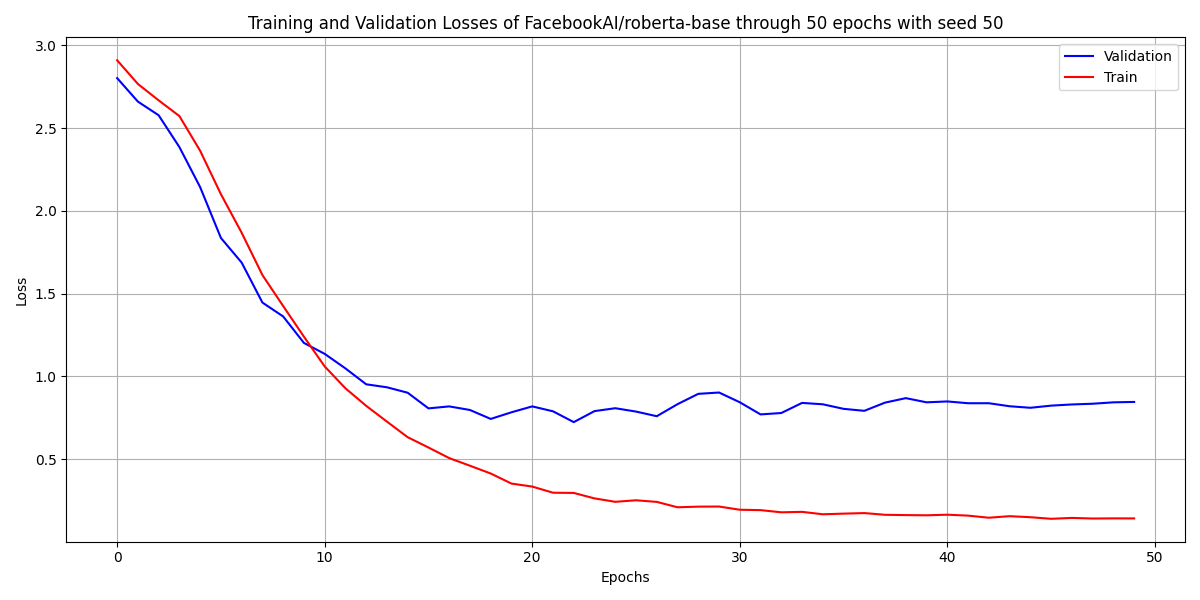 Training and Validation Losses of FacebookAI/roberta-base through 50 epochs with seed 50
Validation
Train
Loss
3.0
2.5
2.0
1.5
1.0
0.5
0 10 20 30 40 50
Epochs